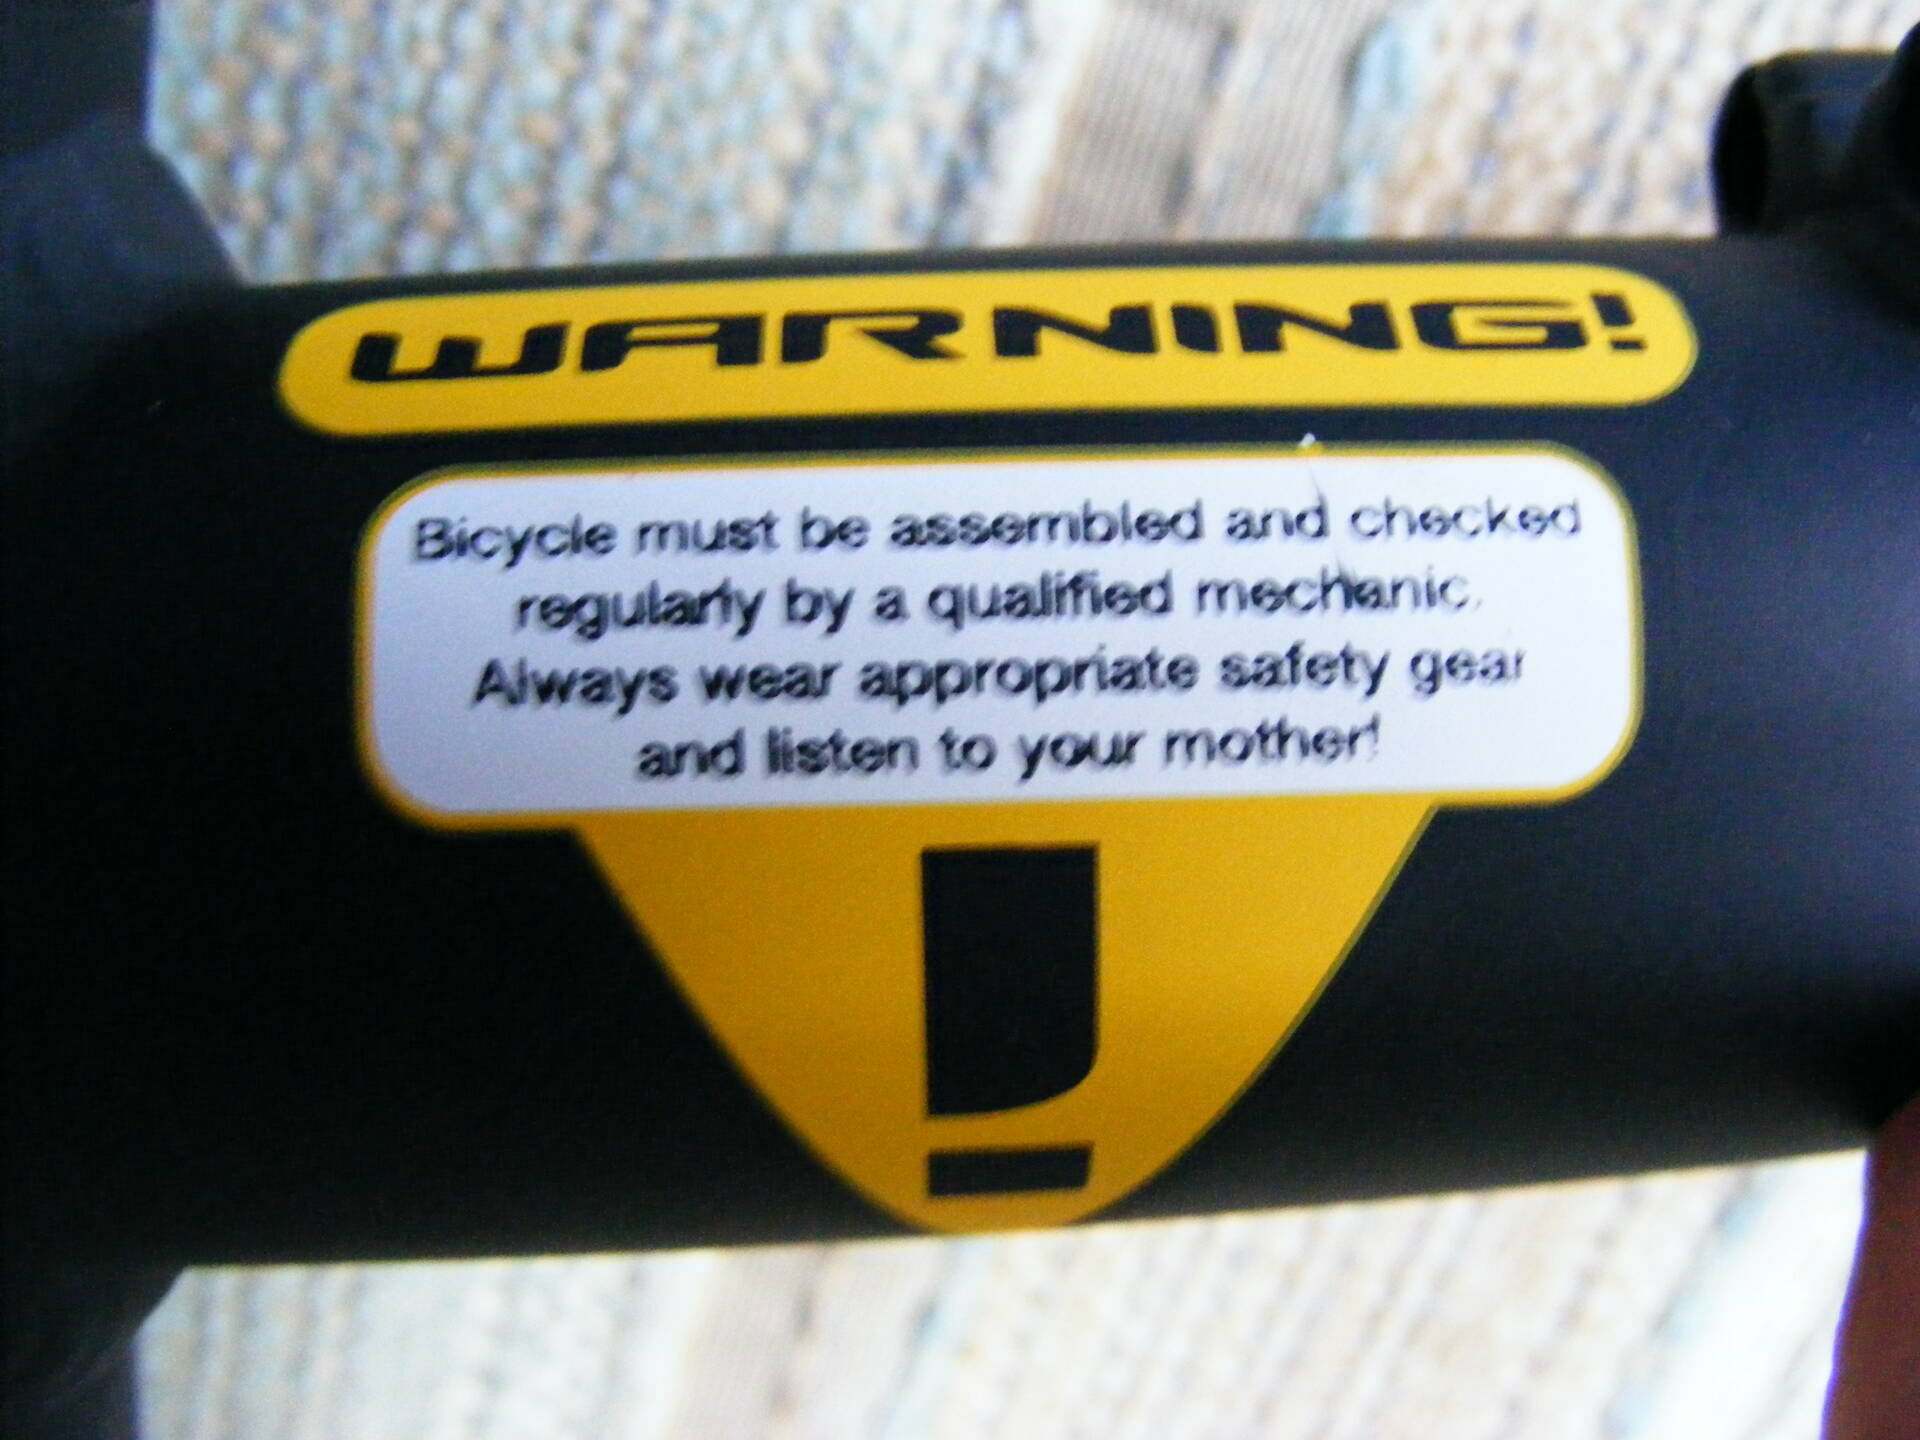 WARNING!
Bicycle must be assembled and checked
regularly by a qualified mechanic.
Always wear appropriate safety gear
and listen to your mother!
!